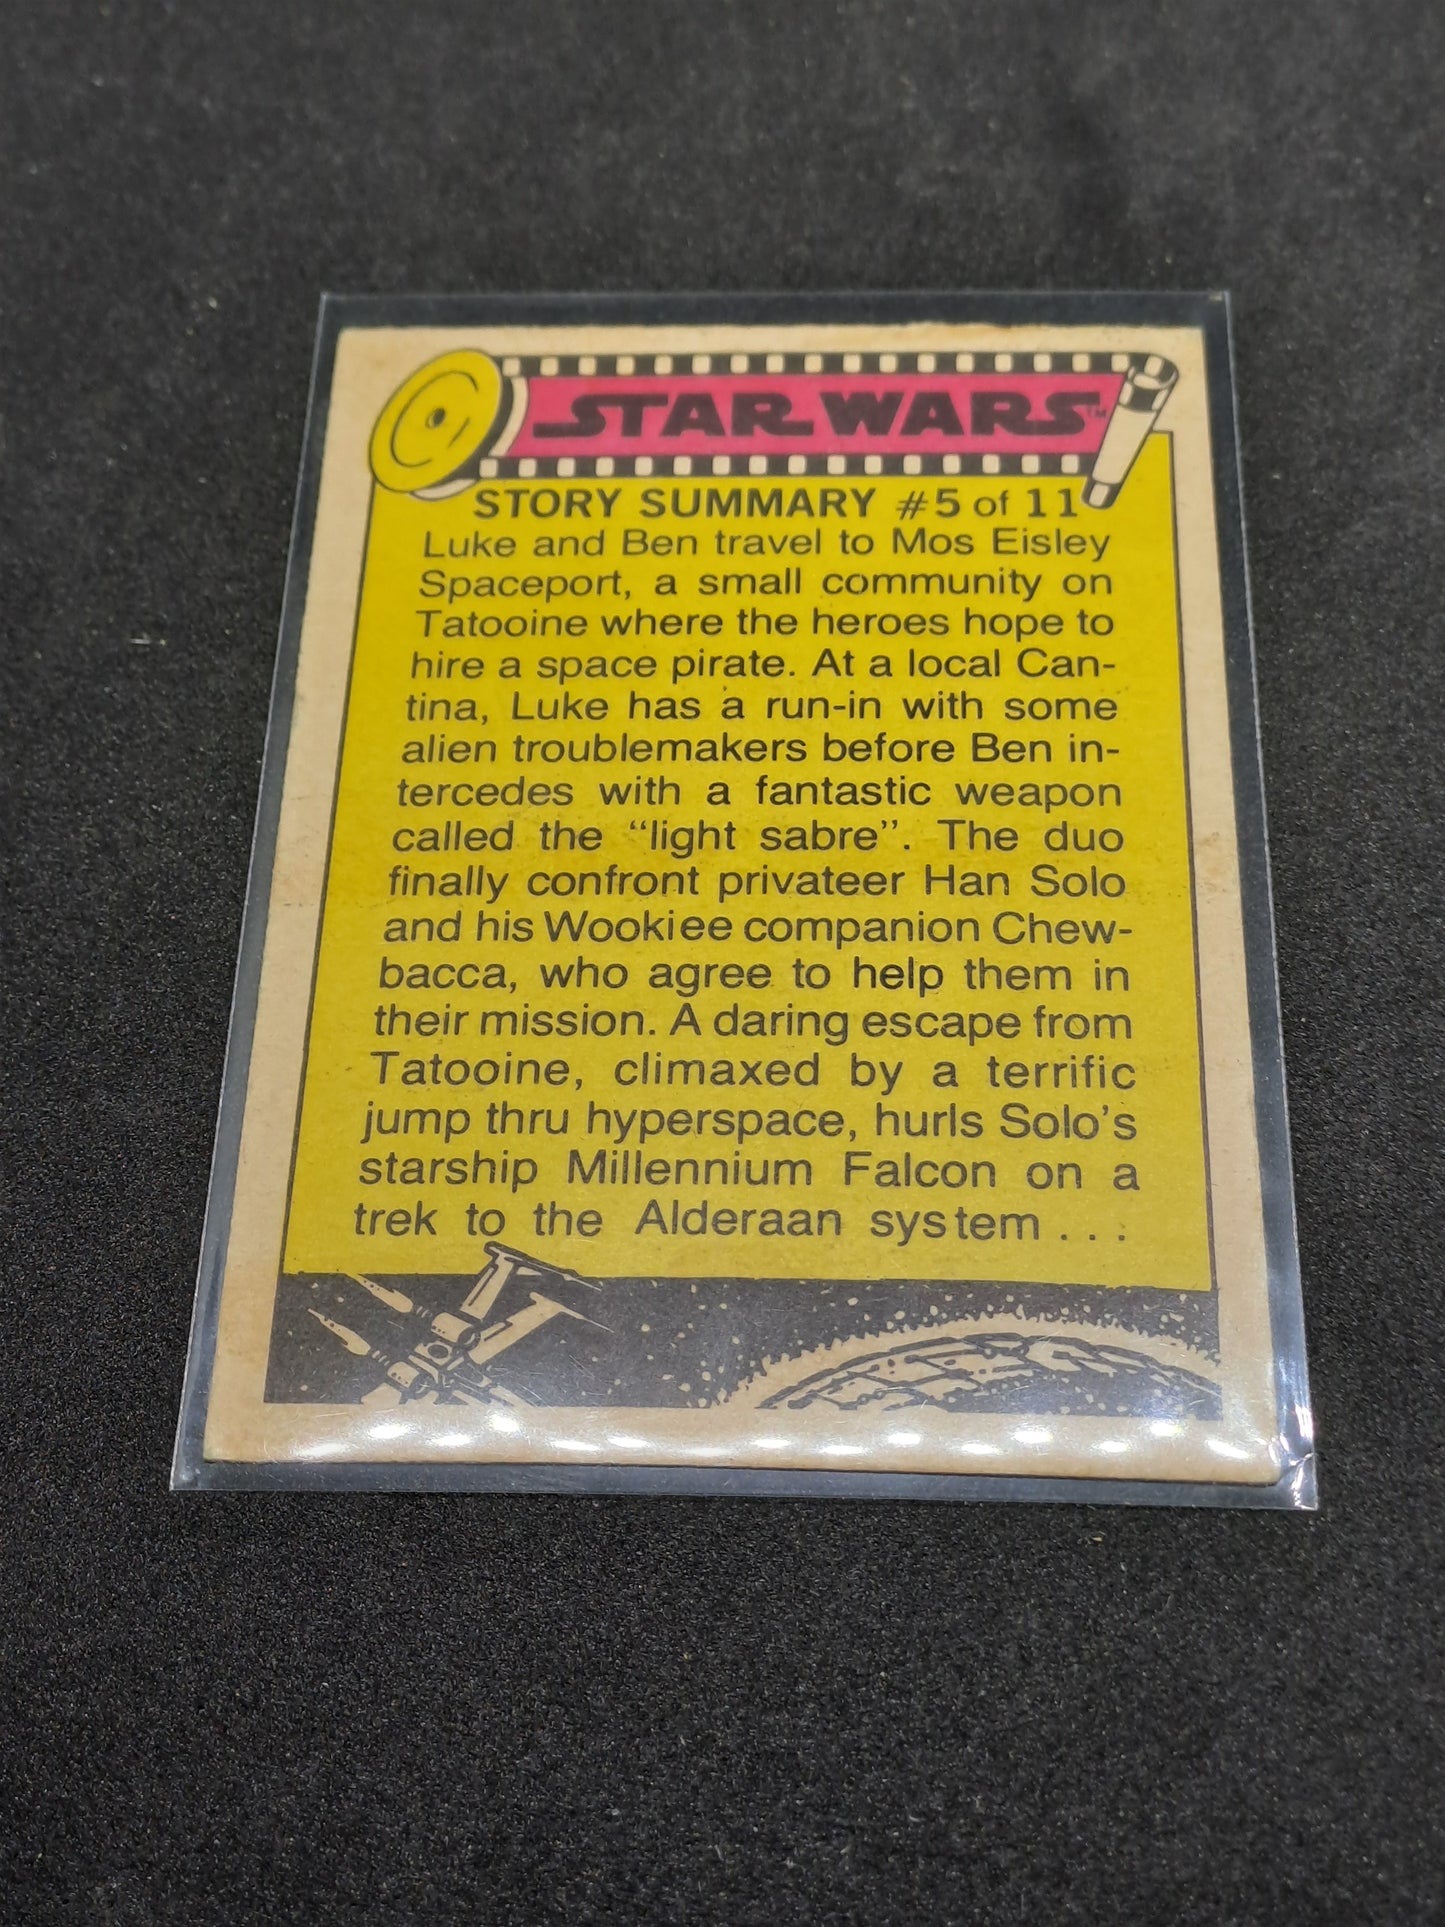 STAR WARS™
STORY SUMMARY #5 of 11
Luke and Ben travel to Mos Eisley
Spaceport, a small community on
Tatooine where the heroes hope to
hire a space pirate. At a local Can-
tina, Luke has a run-in with some
alien troublemakers before Ben in-
tercedes with a fantastic weapon
called the “light sabre”. The duo
finally confront privateer Han Solo
and his Wookiee companion Chew-
bacca, who agree to help them in
their mission. A daring escape from
Tatooine, climaxed by a terrific
jump thru hyperspace, hurls Solo’s
starship Millennium Falcon on a
trek to the Alderaan system . . .